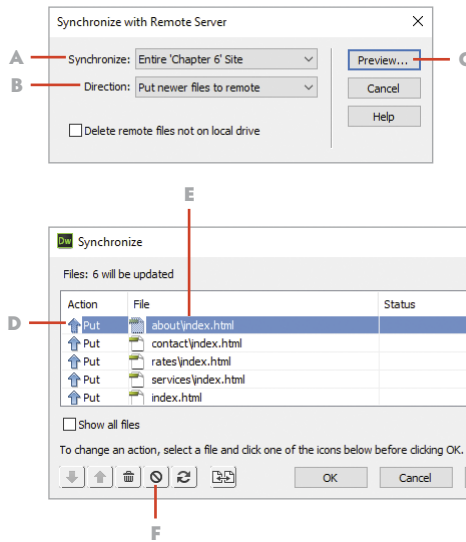 Synchronize with Remote Server
A Synchronize: Entire 'Chapter 6' Site Preview... C
B Direction: Put newer files to remote Cancel
Help
Delete remote files not on local drive
E
Dw Synchronize
Files: 6 will be updated
Action File Status
D Put about\index.html
Put contact\index.html
Put rates\index.html
Put services\index.html
Put index.html
Show all files
To change an action, select a file and click one of the icons below before clicking OK.
OK Cancel
F